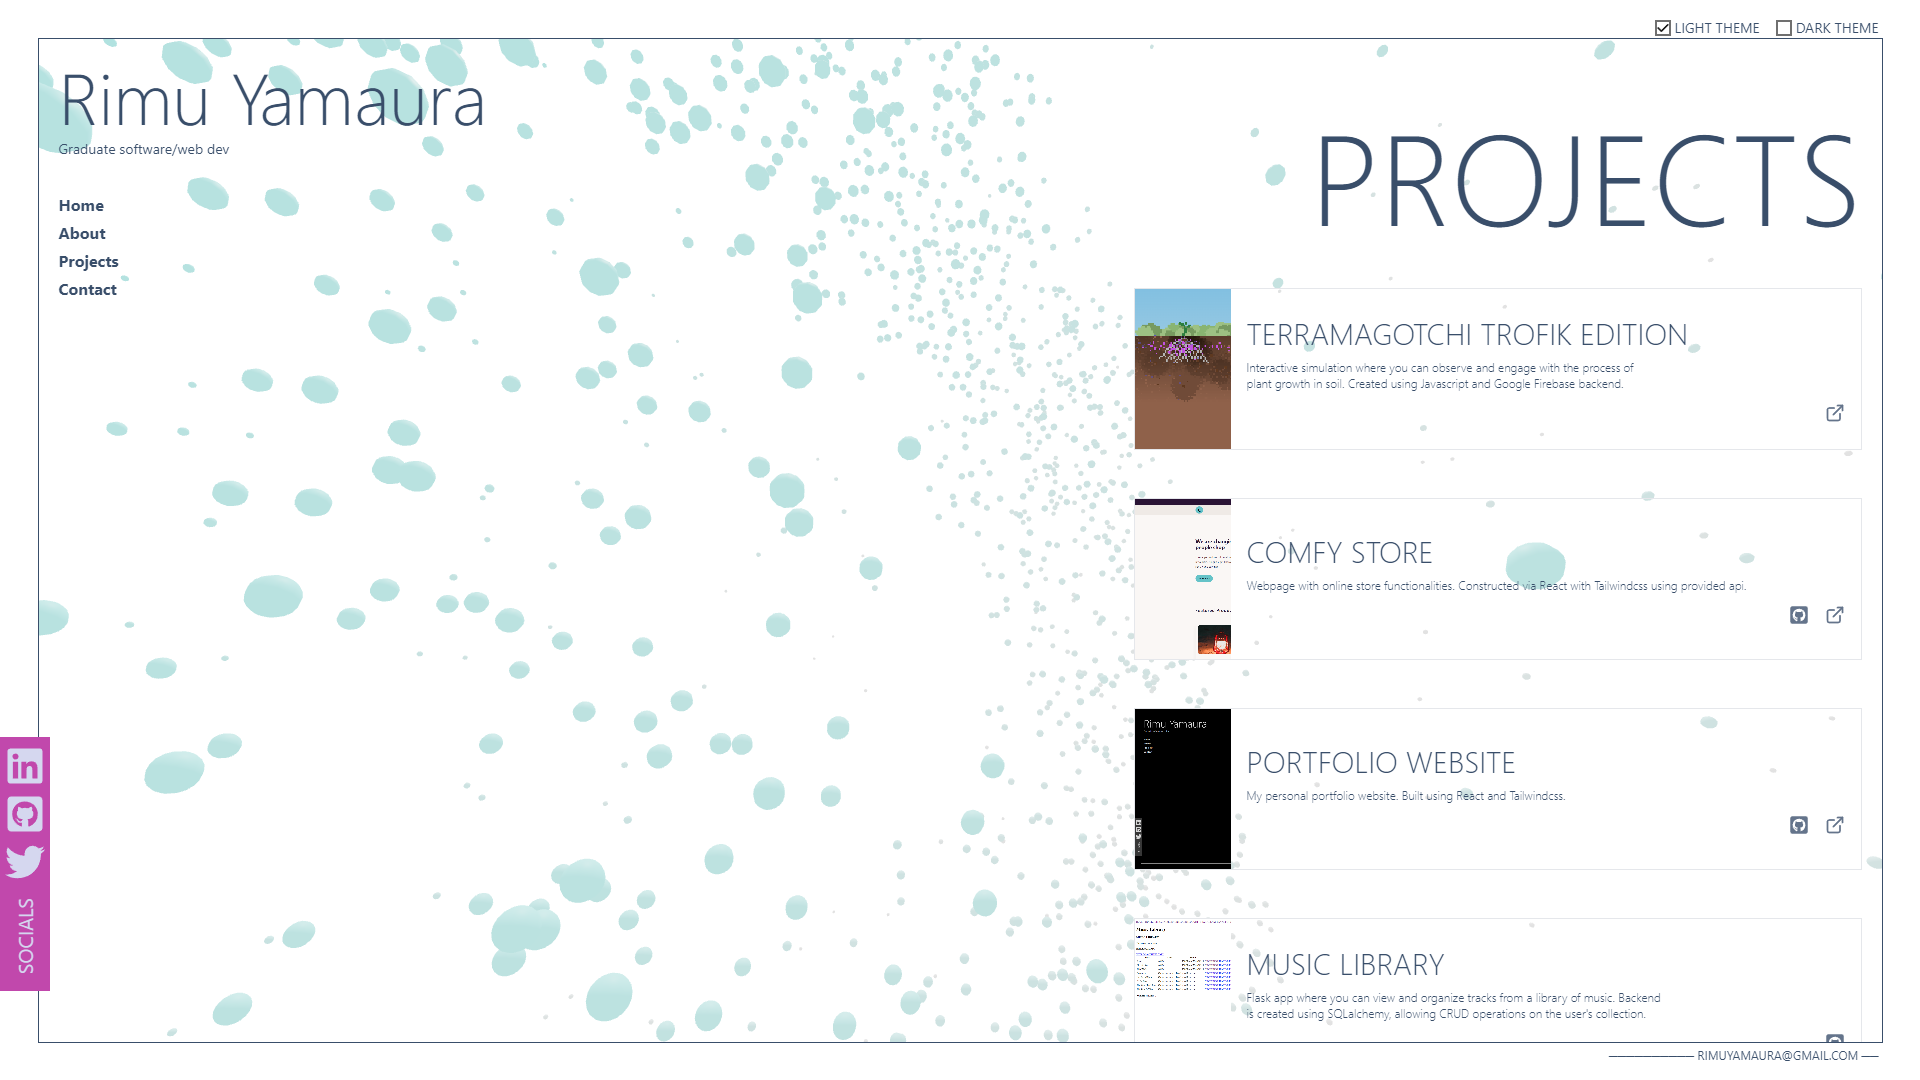 LIGHT THEME DARK THEME
Rimu Yamaura
Graduate software/web dev
Home
About
Projects
Contact
PROJECTS
TERRAMAGOTCHI TROFIK EDITION
Interactive simulation where you can observe and engage with the process of
plant growth in soil. Created using Javascript and Google Firebase backend.
COMFY STORE
Webpage with online store functionalities. Constructed via React with Tailwindcss using provided api.
Rimu Yamaura
PORTFOLIO WEBSITE
My personal portfolio website. Built using React and Tailwindcss.
MUSIC LIBRARY
Flask app where you can view and organize tracks from a library of music. Backend
is created using SQLalchemy, allowing CRUD operations on the user's collection.
in
SOCIALS
RIMUYAMAURA@GMAIL.COM